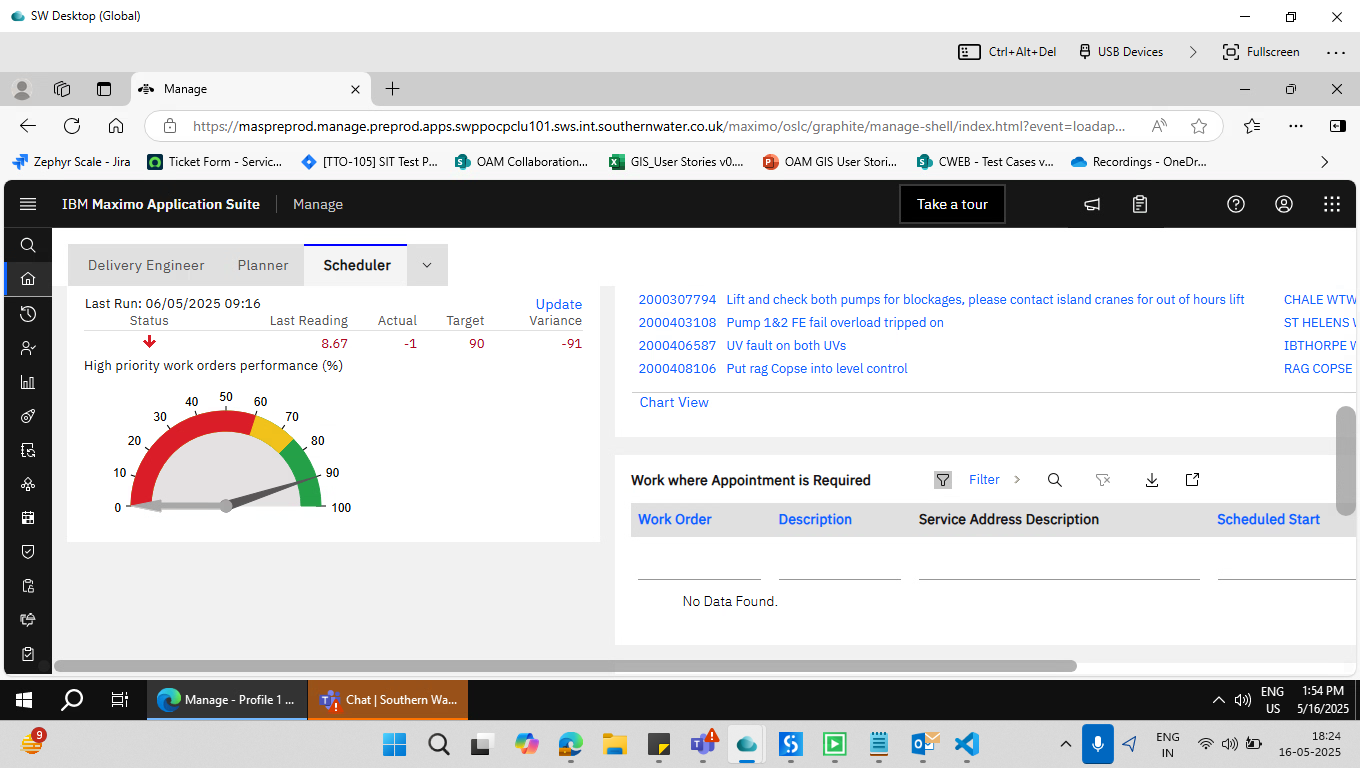 SW Desktop (Global)
Ctrl+Alt+Del USB Devices Fullscreen
Manage
https://maspreprod.manage.preprod.apps.swppocpclu101.sws.int.southernwater.co.uk/maximo/oslc/graphite/manage-shell/index.html?event=loadap...
Zephyr Scale - Jira Ticket Form - Servic... [TTO-105] SIT Test P... OAM Collaboration... GIS_User Stories v0.... OAM GIS User Stori... CWEB - Test Cases v... Recordings - OneDr...
IBM Maximo Application Suite Manage Take a tour
Delivery Engineer Planner Scheduler
Last Run: 06/05/2025 09:16 Update
Status Last Reading Actual Target Variance
8.67 -1 90 -91
High priority work orders performance (%)
0 10 20 30 40 50 60 70 80 90 100
2000307794 Lift and check both pumps for blockages, please contact island cranes for out of hours lift CHALE WTW
2000403108 Pump 1&2 FE fail overload tripped on ST HELENS
2000406587 UV fault on both UVs IBTHORPE
2000408106 Put rag Copse into level control RAG COPSE
Chart View
Work where Appointment is Required Filter
Work Order Description Service Address Description Scheduled Start
No Data Found.
Manage - Profile 1 ... Chat | Southern Wa... ENG US 1:54 PM 5/16/2025
9 ENG IN 18:24 16-05-2025